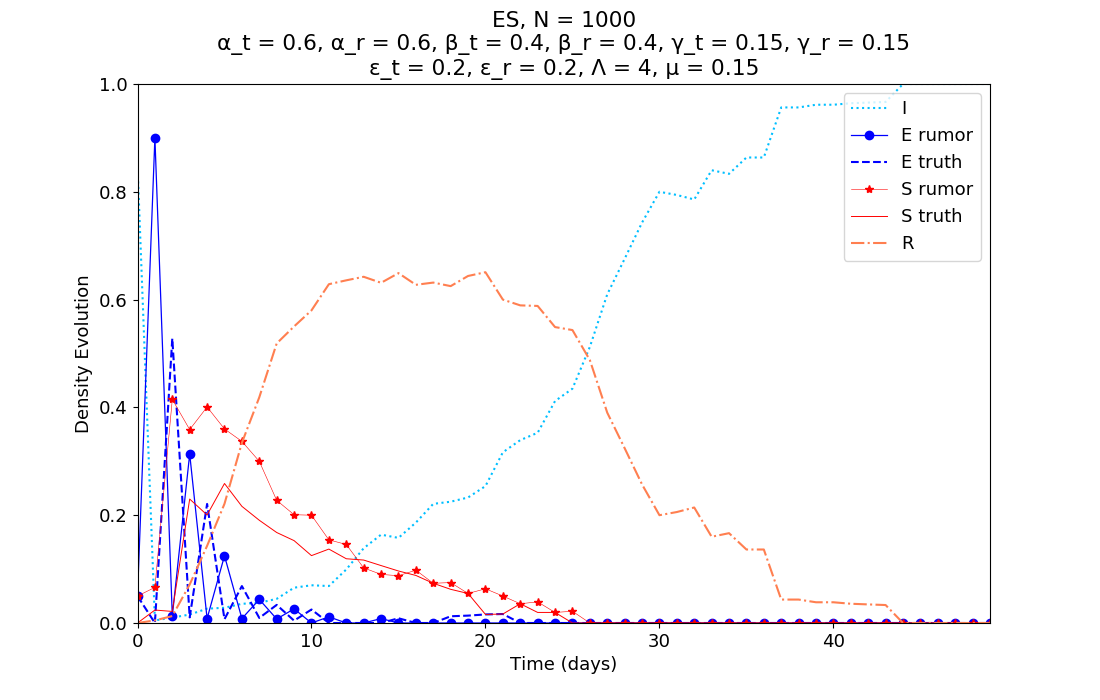 ES, N = 1000
α_t = 0.6, α_r = 0.6, β_t = 0.4, β_r = 0.4, γ_t = 0.15, γ_r = 0.15
ε_t = 0.2, ε_r = 0.2, Λ = 4, μ = 0.15
1.0
0.8
0.6
0.4
0.2
0.0
Density Evolution
0
10
20
30
40
Time (days)
I
E rumor
E truth
S rumor
S truth
R